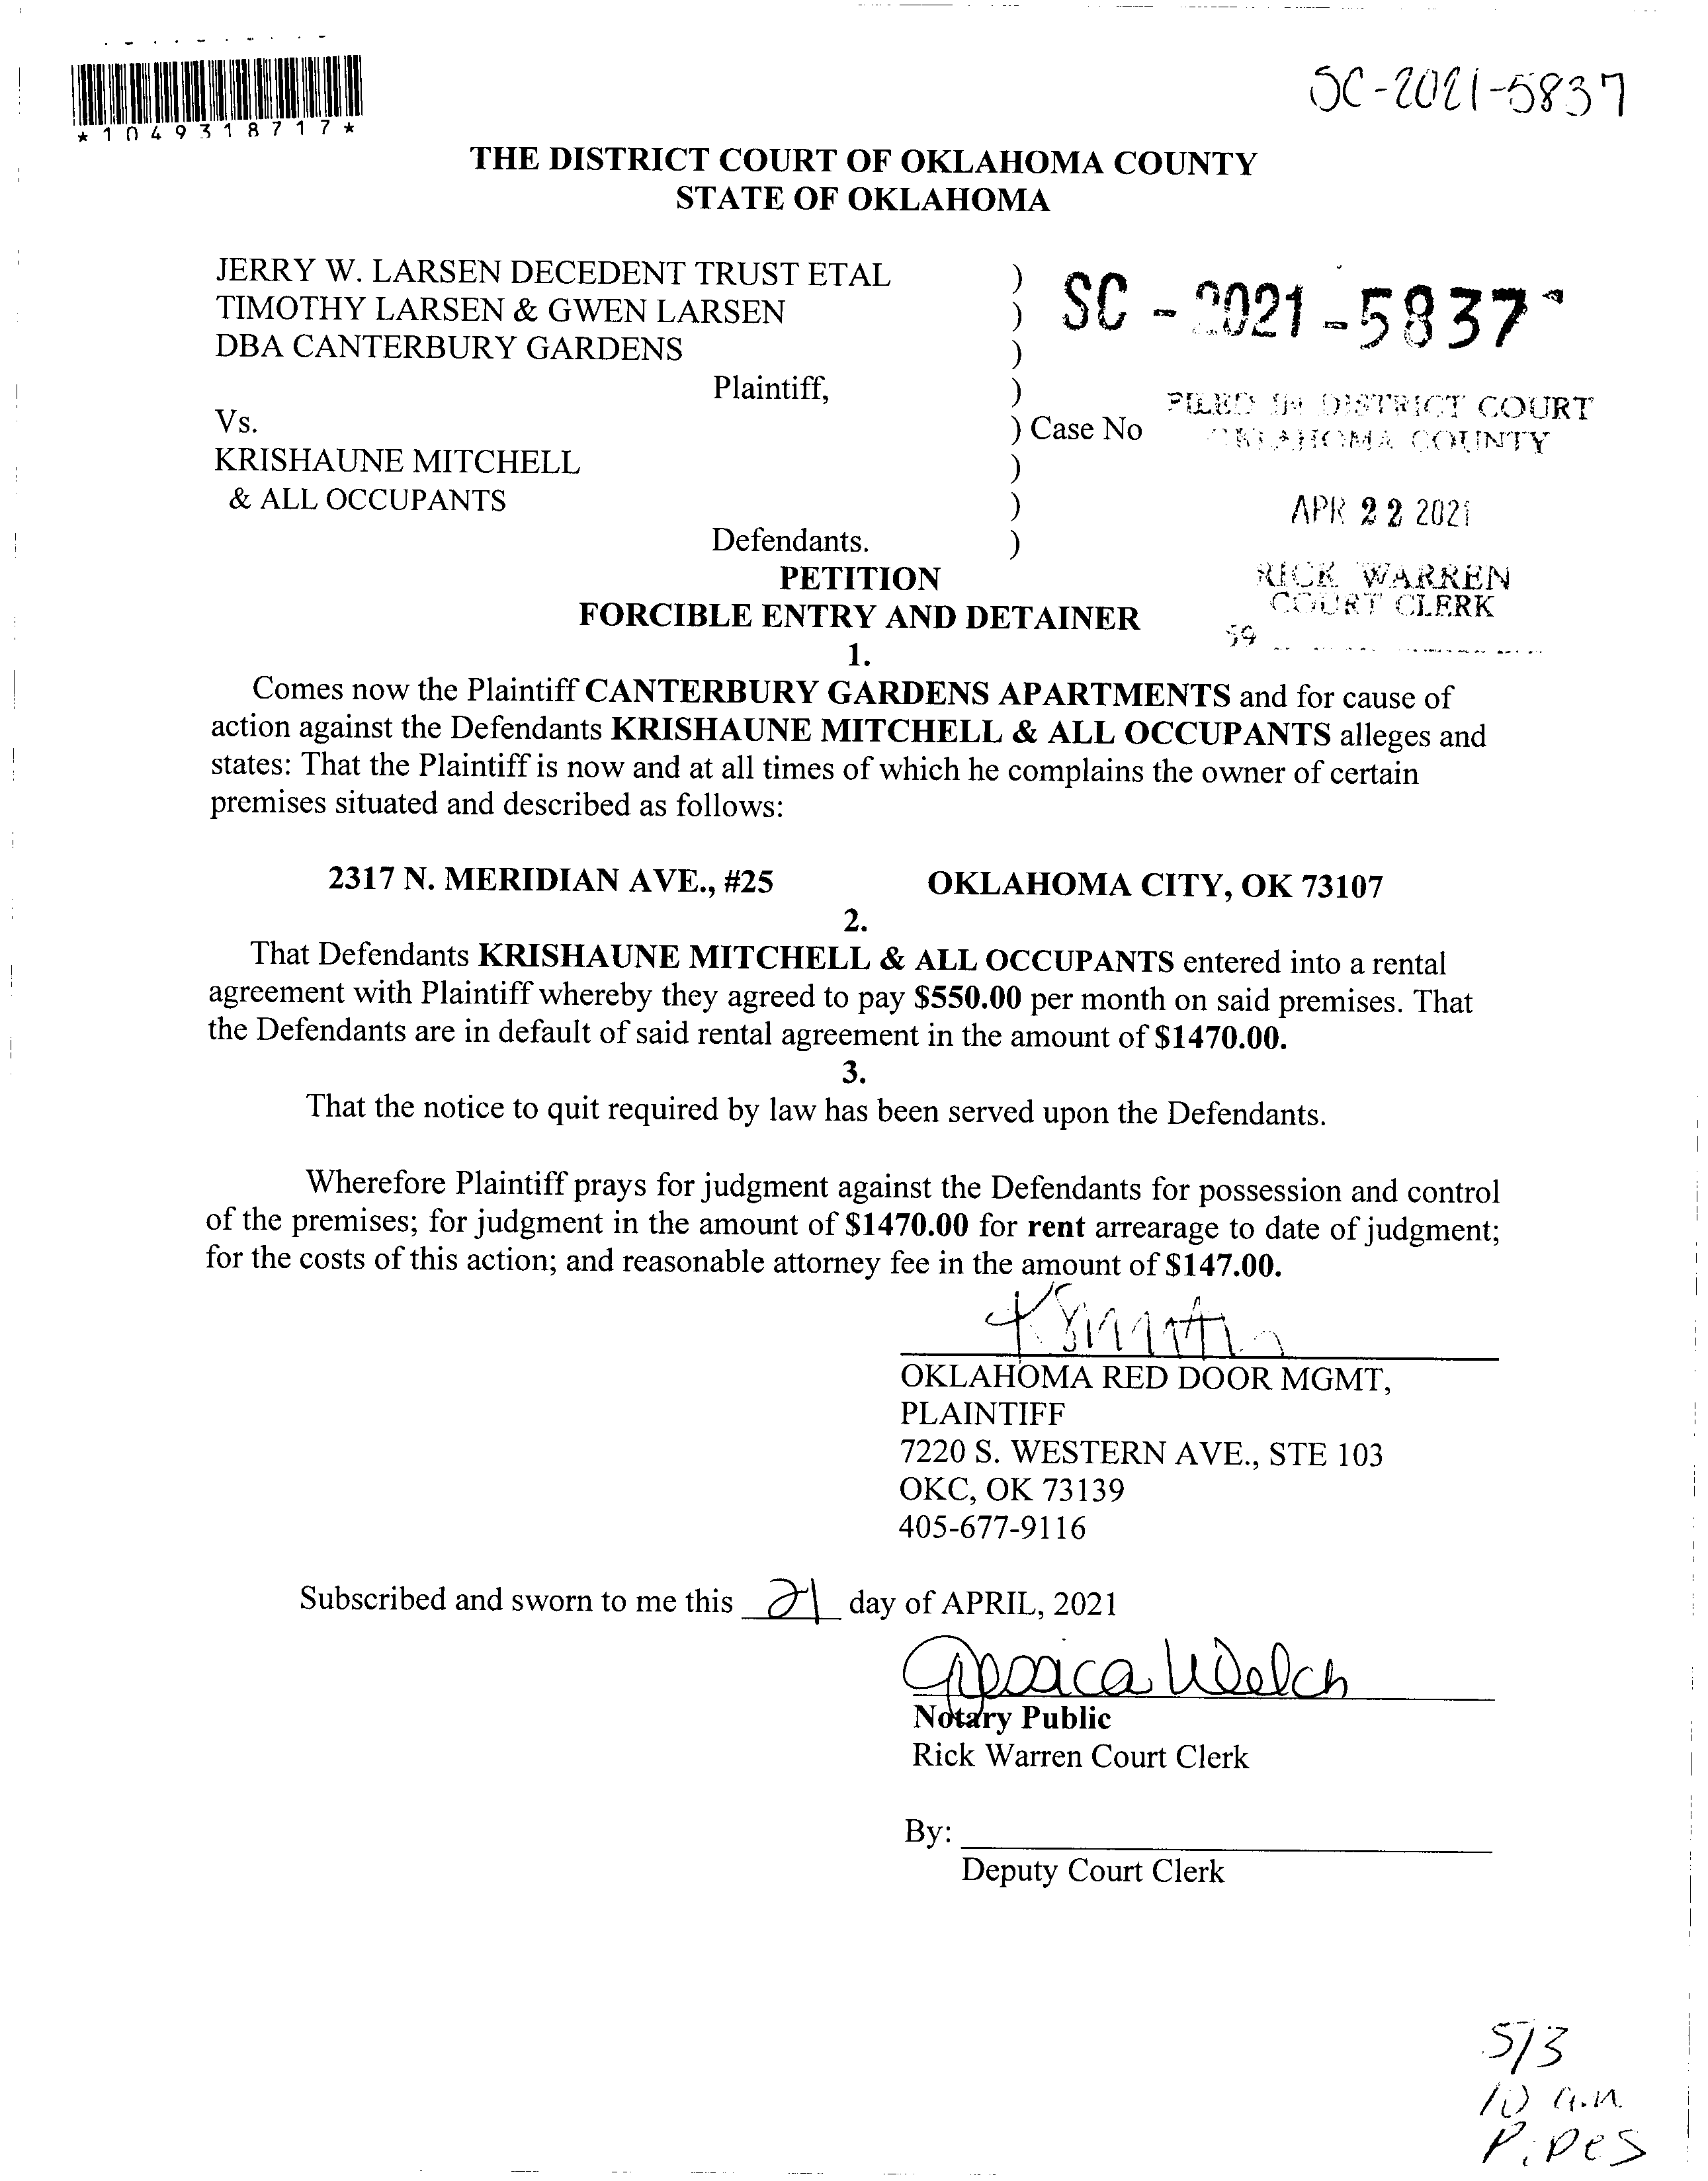 SC-2021-5837
*1049318717*
THE DISTRICT COURT OF OKLAHOMA COUNTY
STATE OF OKLAHOMA
JERRY W. LARSEN DECEDENT TRUST ETAL )
TIMOTHY LARSEN & GWEN LARSEN )
DBA CANTERBURY GARDENS )
SC - 2021 - 5837
Plaintiff, )
Vs. ) Case No
KRISHAUNE MITCHELL )
& ALL OCCUPANTS )
Defendants. )
FILED IN DISTRICT COURT
OKLAHOMA COUNTY
APR 22 2021
RICK WARREN
COURT CLERK
59
PETITION
FORCIBLE ENTRY AND DETAINER
1.
Comes now the Plaintiff CANTERBURY GARDENS APARTMENTS and for cause of
action against the Defendants KRISHAUNE MITCHELL & ALL OCCUPANTS alleges and
states: That the Plaintiff is now and at all times of which he complains the owner of certain
premises situated and described as follows:
2317 N. MERIDIAN AVE., #25 OKLAHOMA CITY, OK 73107
2.
That Defendants KRISHAUNE MITCHELL & ALL OCCUPANTS entered into a rental
agreement with Plaintiff whereby they agreed to pay $550.00 per month on said premises. That
the Defendants are in default of said rental agreement in the amount of $1470.00.
3.
That the notice to quit required by law has been served upon the Defendants.
Wherefore Plaintiff prays for judgment against the Defendants for possession and control
of the premises; for judgment in the amount of $1470.00 for rent arrearage to date of judgment;
for the costs of this action; and reasonable attorney fee in the amount of $147.00.
OKLAHOMA RED DOOR MGMT,
PLAINTIFF
7220 S. WESTERN AVE., STE 103
OKC, OK 73139
405-677-9116
Subscribed and sworn to me this 21 day of APRIL, 2021
Jessica Welch
Notary Public
Rick Warren Court Clerk
By:
Deputy Court Clerk
5/3
10 a.m
Pipes